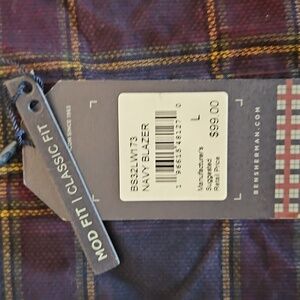 MOD FIT | CLASSIC FIT
BS32LW173
NAVY BLAZER
L
Manufacturer's
Suggested
Retail Price
$99.00
BENSHERMAN.COM